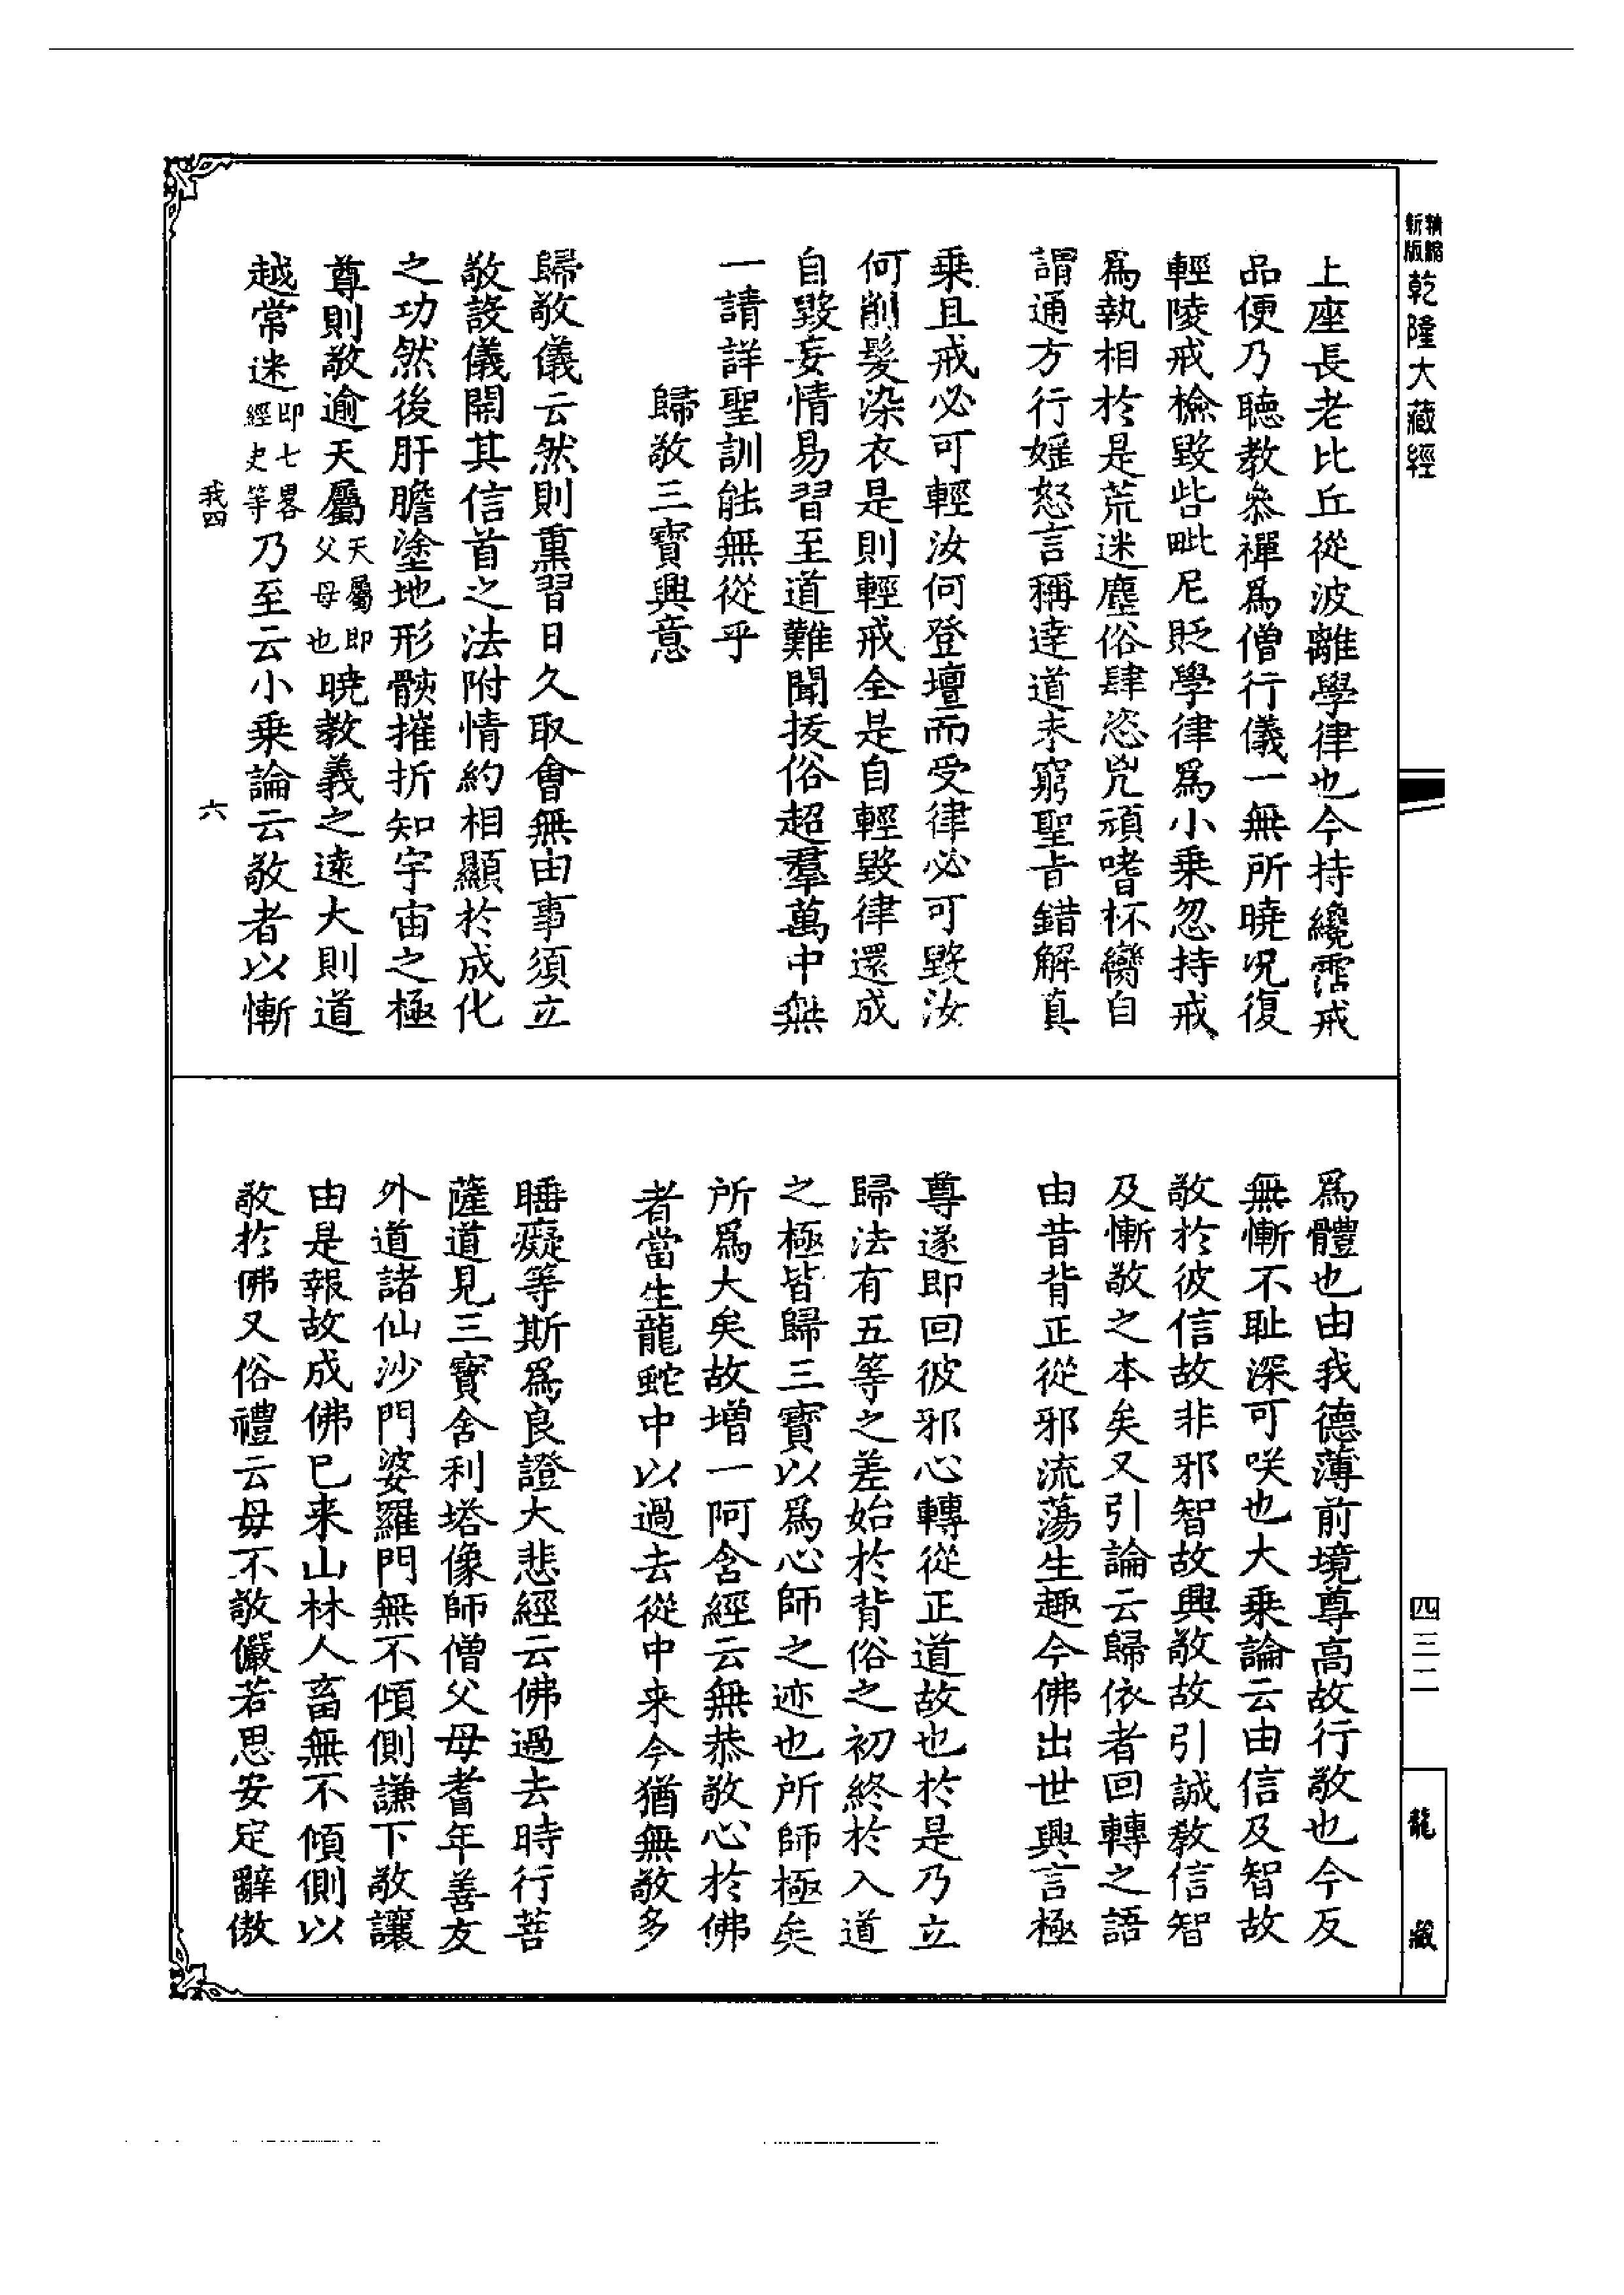 精縮
新版
乾隆大藏經
上座長老比丘從波離學律也今持纔霑戒
品便乃聽教叅禪爲僧行儀一無所曉况復
輕陵戒檢毀呰毗尼貶學律爲小乗忽持戒
爲執相於是荒迷塵俗肆恣兇頑嗜杯臠自
謂通方行婬怒言稱達道未窮聖旨錯解真
乗且戒必可輕汝何登壇而受律必可毀汝
何削髮染衣是則輕戒全是自輕毀律還成
自毀妄情易習至道難聞拔俗超羣萬中無
一請詳聖訓能無從乎
歸敬三寶興意
歸敬儀云然則熏習日久取會無由事須立
敬設儀開其信首之法附情約相顯於成化
之功然後肝膽塗地形骸摧折知宇宙之極
尊則敬逾天屬天屬即父母也曉教義之遠大則道
越常迷即七畧經史等乃至云小乗論云敬者以慚
我四
六
爲體也由我德薄前境尊高故行敬也今反
無慚不耻深可咲也大乗論云由信及智故
敬於彼信故非邪智故興敬故引誠教信智
及慚敬之本矣又引論云歸依者回轉之語
由昔背正從邪流蕩生趣今佛出世興言極
尊遂即回彼邪心轉從正道故也於是乃立
歸法有五等之差始於背俗之初終於入道
之極皆歸三寶以爲心師之迹也所師極矣
所爲大矣故增一阿含經云無恭敬心於佛
者當生龍蛇中以過去從中来今猶無敬多
睡癡等斯爲良證大悲經云佛過去時行菩
薩道見三寶舍利塔像師僧父母耆年善友
外道諸仙沙門婆羅門無不傾側謙下敬讓
由是報故成佛已来山林人畜無不傾側以
敬於佛又俗禮云毋不敬儼若思安定辭傲
四三二
龍藏